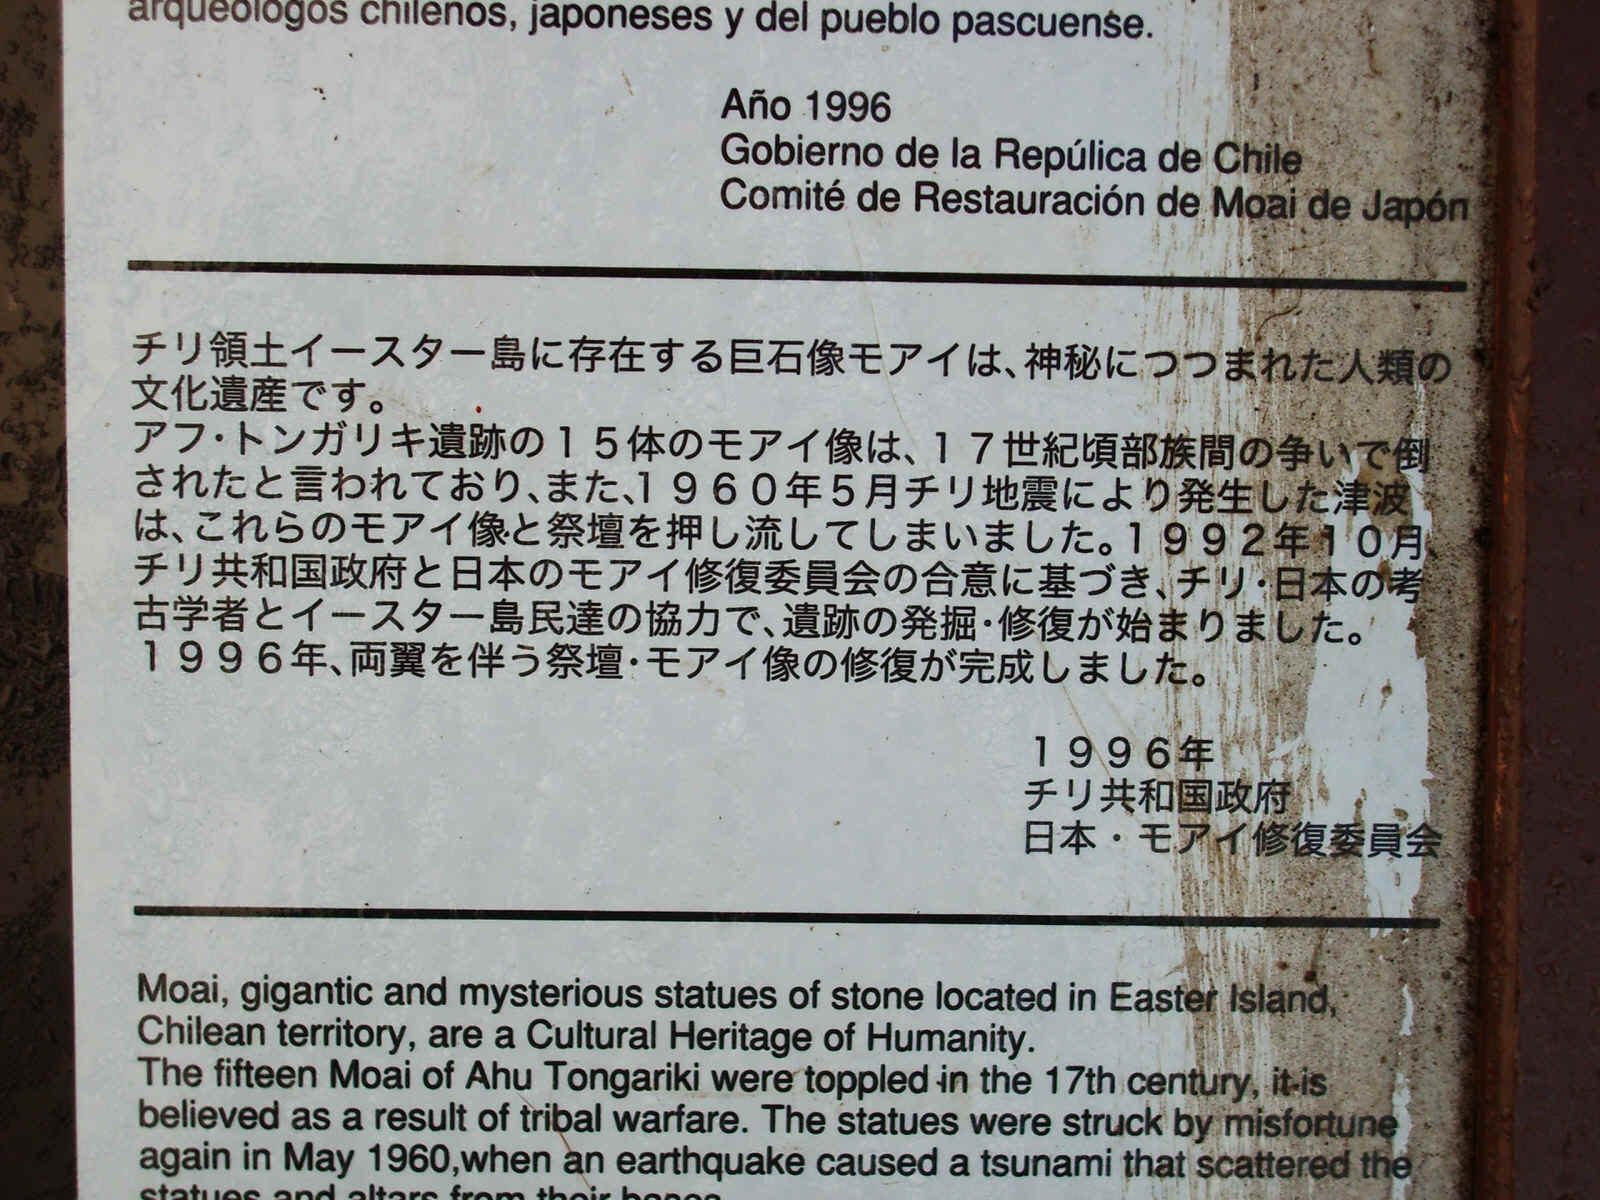 arqueólogos chilenos, japoneses y del pueblo pascuense.
Año 1996
Gobierno de la Repúlica de Chile
Comité de Restauración de Moai de Japón
チリ領土イースター島に存在する巨石像モアイは、神秘につつまれた人類の
文化遺産です。
アフ・トンガリキ遺跡の１５体のモアイ像は、１７世紀頃部族間の争いで倒
されたと言われており、また、１９６０年５月チリ地震により発生した津波
は、これらのモアイ像と祭壇を押し流してしまいました。１９９２年１０月、
チリ共和国政府と日本のモアイ修復委員会の合意に基づき、チリ・日本の考
古学者とイースター島民達の協力で、遺跡の発掘・修復が始まりました。
１９９６年、両翼を伴う祭壇・モアイ像の修復が完成しました。
１９９６年
チリ共和国政府
日本・モアイ修復委員会
Moai, gigantic and mysterious statues of stone located in Easter Island,
Chilean territory, are a Cultural Heritage of Humanity.
The fifteen Moai of Ahu Tongariki were toppled in the 17th century, it is
believed as a result of tribal warfare. The statues were struck by misfortune
again in May 1960,when an earthquake caused a tsunami that scattered the
statues and altars from their bases.